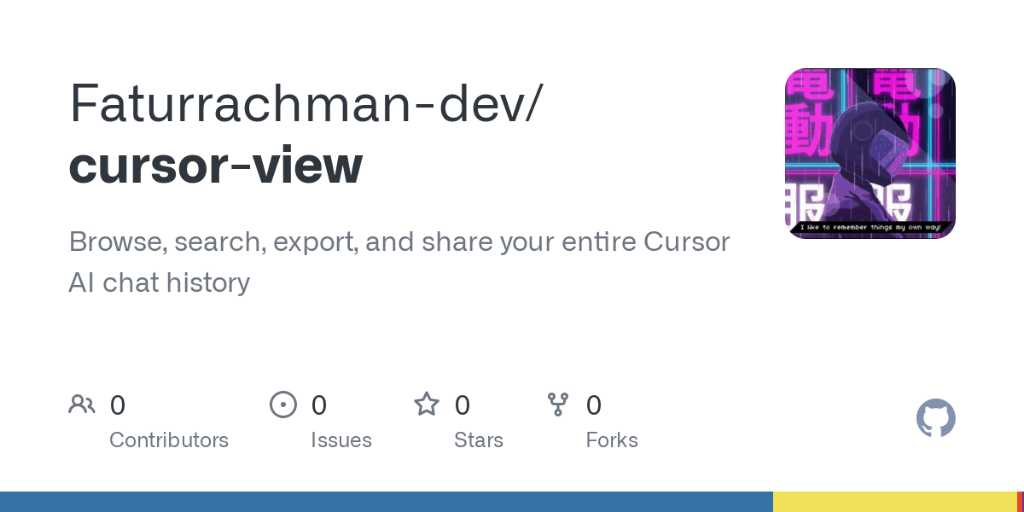 Faturrachman-dev/
cursor-view
Browse, search, export, and share your entire Cursor
AI chat history
電 電
動 動
服 服
I like to remember things my own way!
0
Contributors
0
Issues
0
Stars
0
Forks